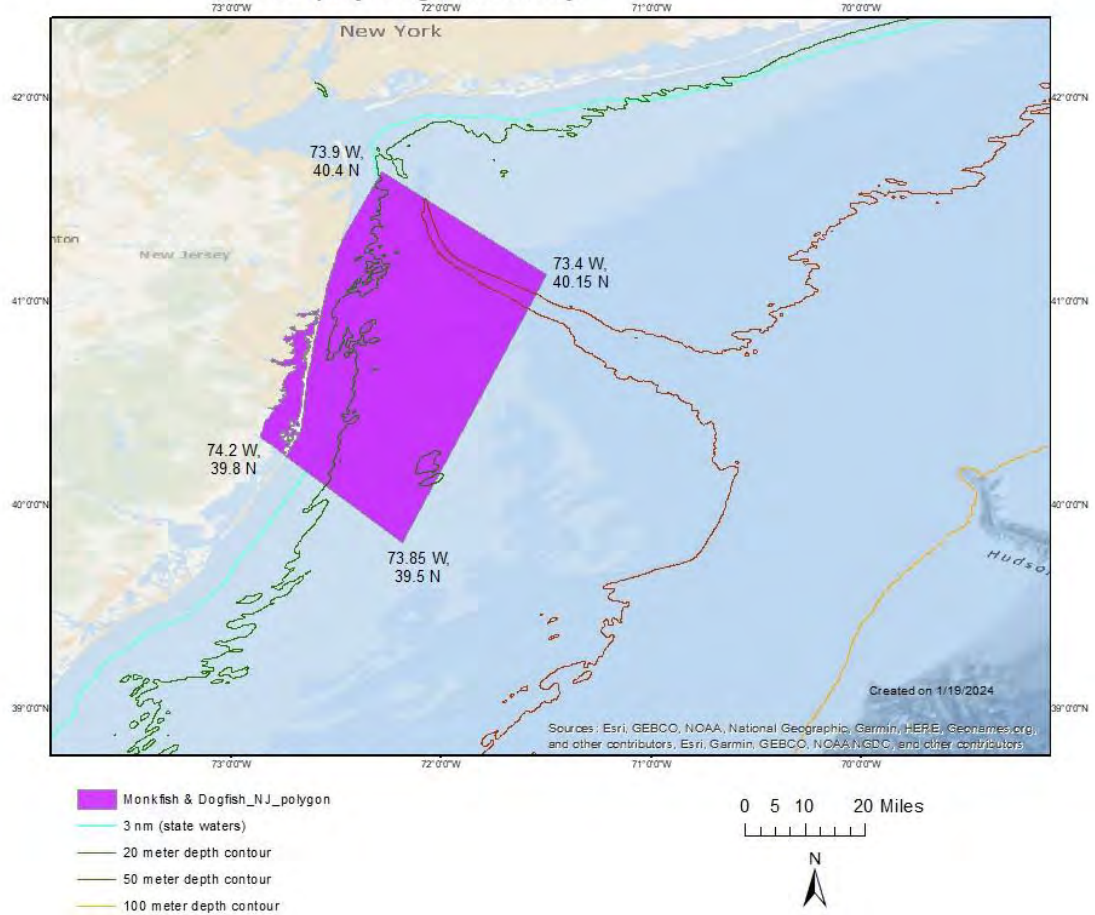 73°0'0"W 72°0'0"W 71°0'0"W 70°0'0"W
New York
42°0'0"N 42°0'0"N
73.9 W,
40.4 N
nton
New Jersey
73.4 W,
40.15 N
41°0'0"N 41°0'0"N
74.2 W,
39.8 N
40°0'0"N 40°0'0"N
73.85 W,
39.5 N
Hudso
Created on 1/19/2024
39°0'0"N 39°0'0"N
Sources: Esri, GEBCO, NOAA, National Geographic, Garmin, HERE, Geonames.org,
and other contributors, Esri, Garmin, GEBCO, NOAA NGDC, and other contributors
73°0'0"W 72°0'0"W 71°0'0"W 70°0'0"W
Monkfish & Dogfish_NJ_polygon
3 nm (state waters)
20 meter depth contour
50 meter depth contour
100 meter depth contour
0 5 10 20 Miles
N